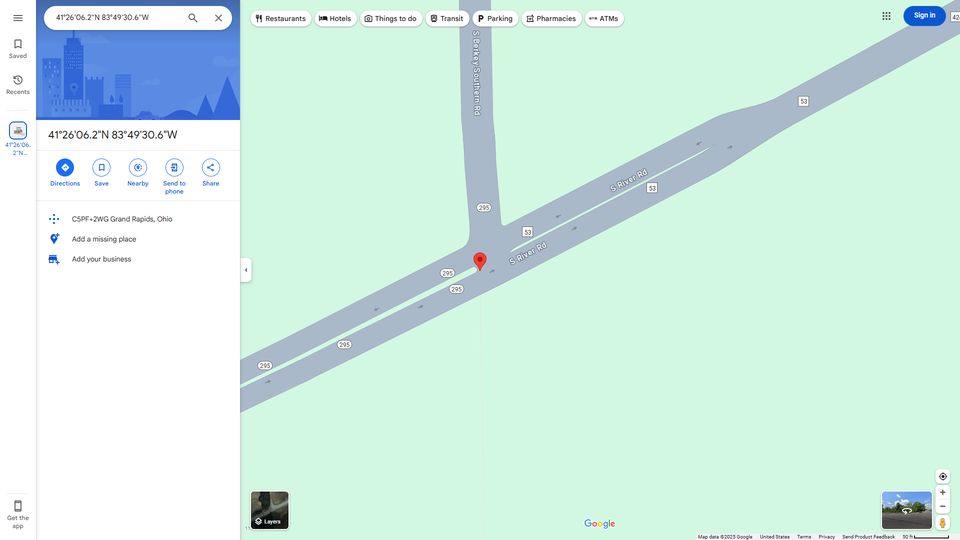 41°26'06.2"N 83°49'30.6"W
Restaurants
Hotels
Things to do
Transit
Parking
Pharmacies
ATMs
Sign in
Saved
Recents
41°26'06.
2"N...
41°26'06.2"N 83°49'30.6"W
Directions
Save
Nearby
Send to
phone
Share
C5PF+2WG Grand Rapids, Ohio
Add a missing place
Add your business
Get the
app
S Berkey Southern Rd
53
S River Rd
53
295
53
S River Rd
295
295
295
295
Layers
Google
Map data ©2025 Google
United States
Terms
Privacy
Send Product Feedback
50 ft